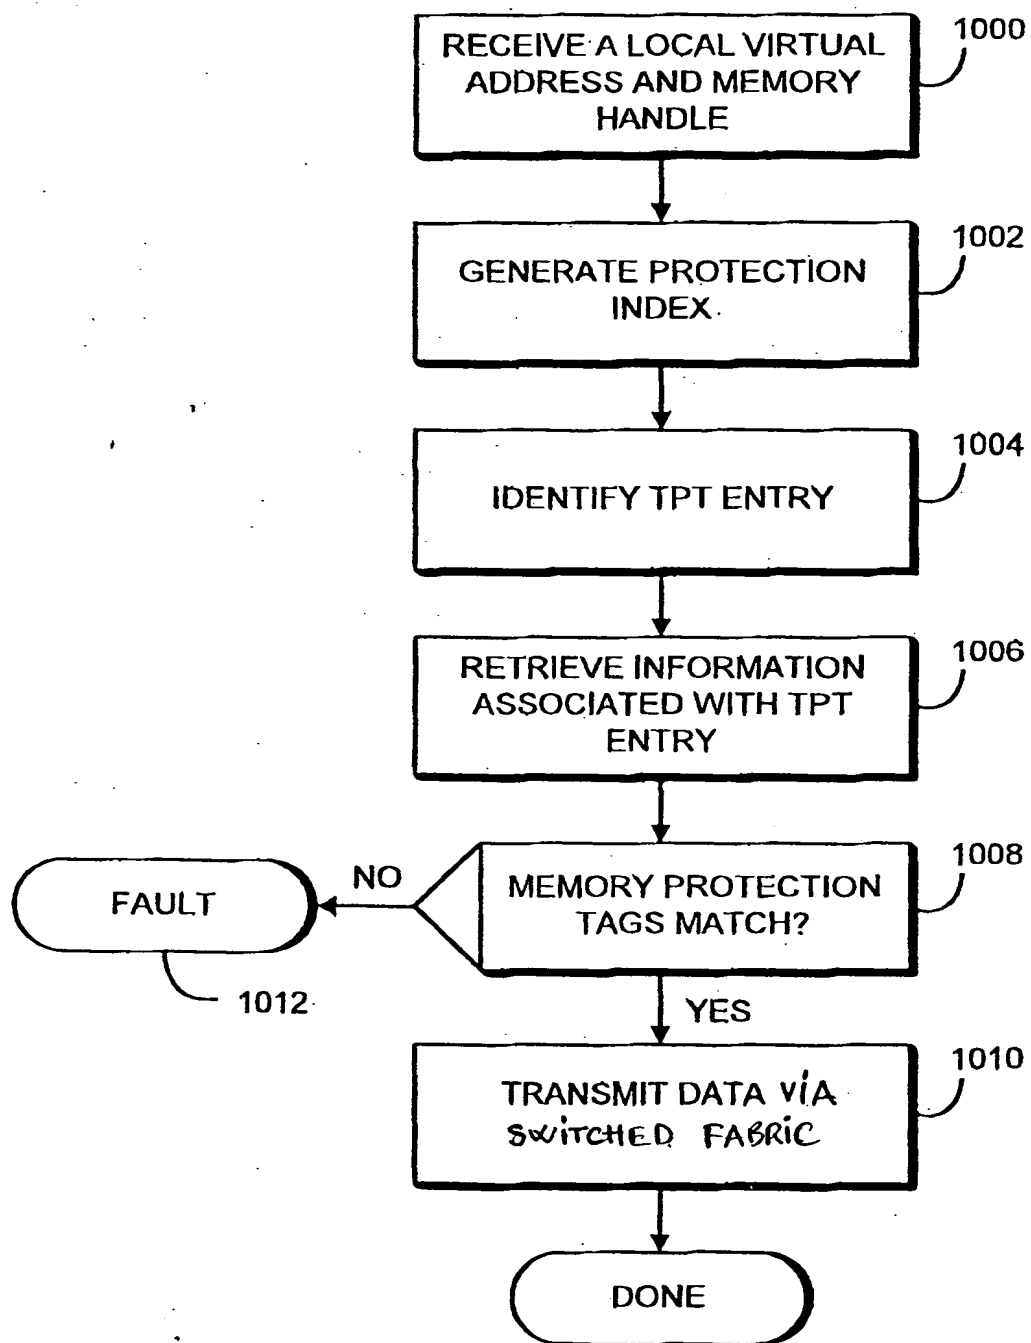 1000
RECEIVE A LOCAL VIRTUAL
ADDRESS AND MEMORY
HANDLE
1002
GENERATE PROTECTION
INDEX
1004
IDENTIFY TPT ENTRY
1006
RETRIEVE INFORMATION
ASSOCIATED WITH TPT
ENTRY
1008
MEMORY PROTECTION
TAGS MATCH?
NO
FAULT
1012
YES
1010
TRANSMIT DATA VIA
SWITCHED FABRIC
DONE